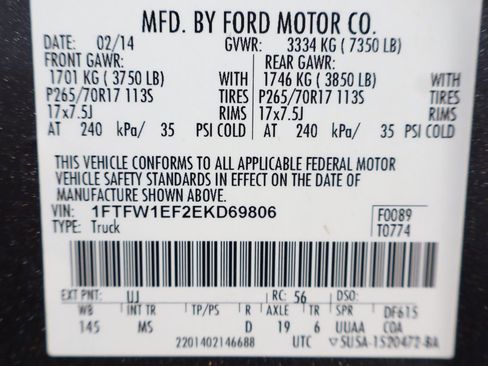 MFD. BY FORD MOTOR CO.
DATE: 02/14 GVWR: 3334 KG ( 7350 LB)
FRONT GAWR: REAR GAWR:
1701 KG ( 3750 LB) WITH 1746 KG ( 3850 LB) WITH
P265/70R17 113S TIRES P265/70R17 113S TIRES
17x7.5J RIMS 17x7.5J RIMS
AT 240 kPa/ 35 PSI COLD AT 240 kPa/ 35 PSI COLD
THIS VEHICLE CONFORMS TO ALL APPLICABLE FEDERAL MOTOR
VEHICLE SAFETY STANDARDS IN EFFECT ON THE DATE OF
MANUFACTURE SHOWN ABOVE.
VIN: 1FTFW1EF2EKD69806 F0089
TYPE: Truck T0774
EXT PNT: UJ RC: 56 DSO:
WB INT TR TP/PS R AXLE TR SPR DF615
145 MS D 19 6 UUAA COA
2201402146688 UTC ▽5USA-1520472-BA